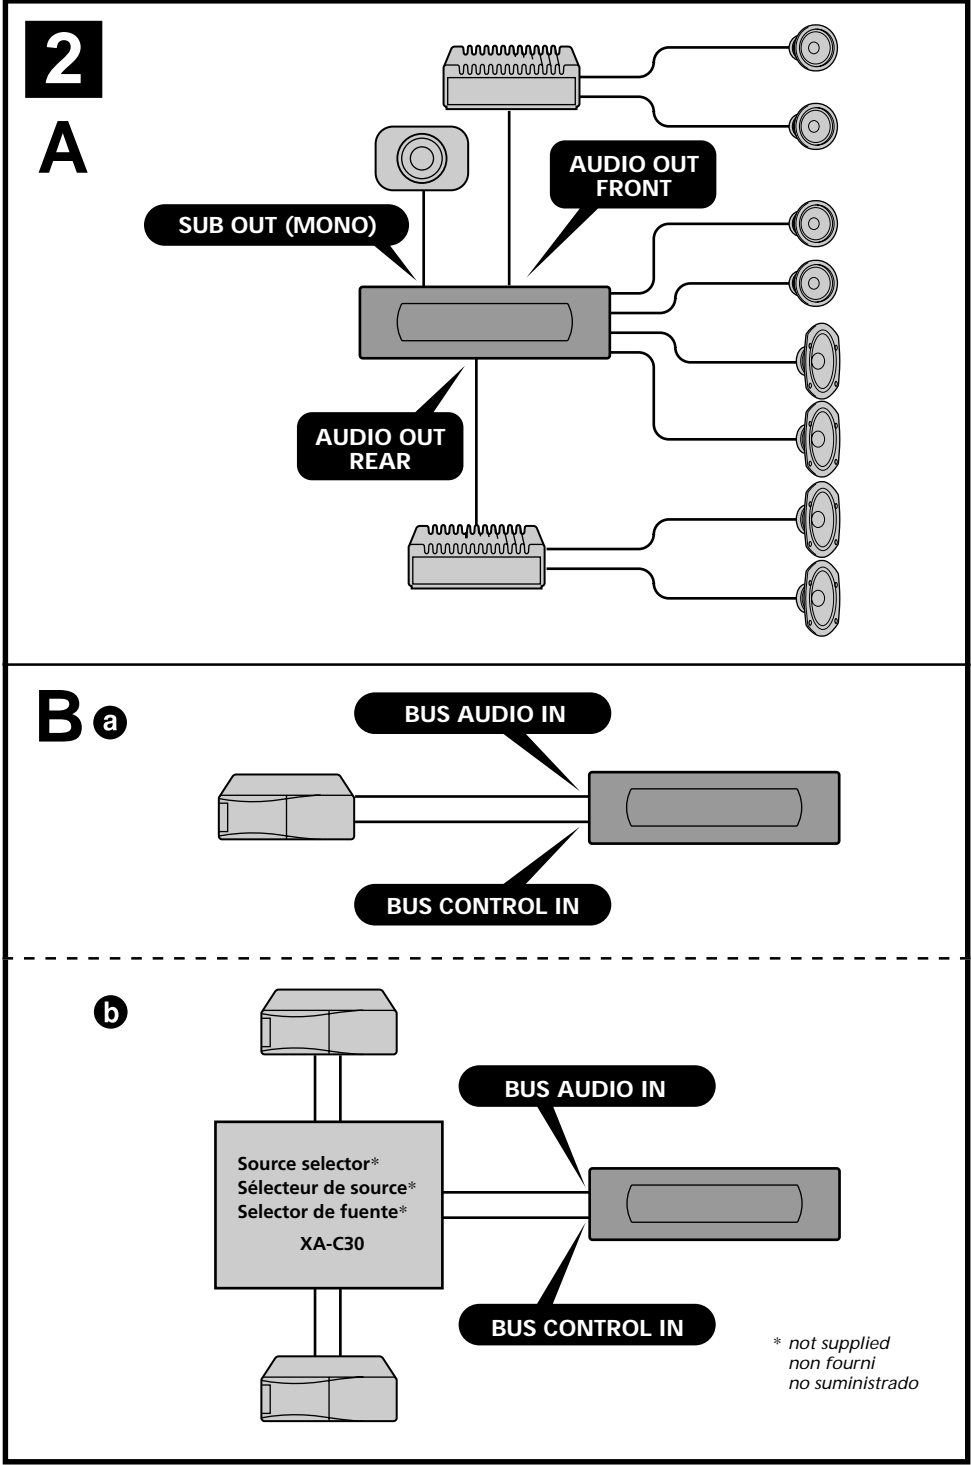 2
A
AUDIO OUT
FRONT
SUB OUT (MONO)
AUDIO OUT
REAR
B a
BUS AUDIO IN
BUS CONTROL IN
b
BUS AUDIO IN
Source selector*
Sélecteur de source*
Selector de fuente*
XA-C30
BUS CONTROL IN
* not supplied
non fourni
no suministrado